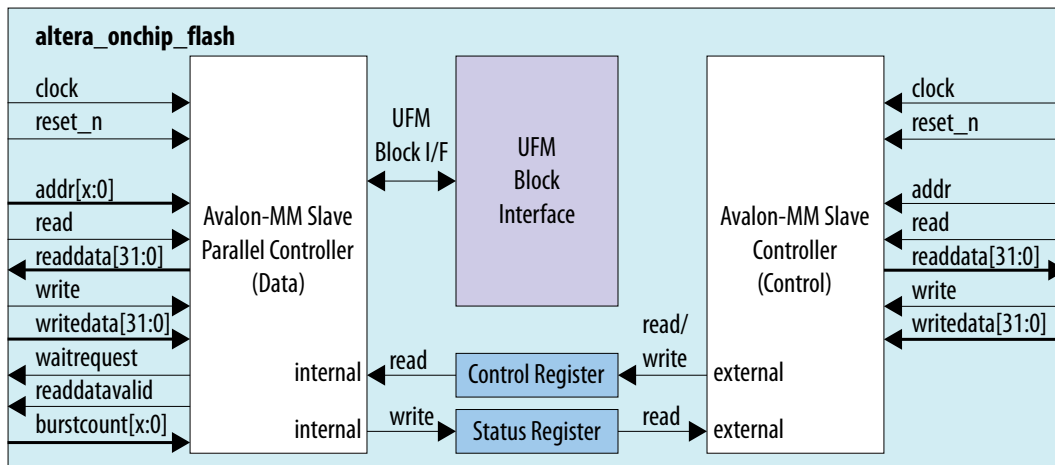 altera_onchip_flash
clock
reset_n
addr[x:0]
read
readdata[31:0]
write
writedata[31:0]
waitrequest
readdatavalid
burstcount[x:0]
Avalon-MM Slave
Parallel Controller
(Data)
internal
internal
UFM
Block I/F
UFM
Block
Interface
read
Control Register
read/
write
write
Status Register
read
Avalon-MM Slave
Controller
(Control)
external
external
clock
reset_n
addr
read
readdata[31:0]
write
writedata[31:0]